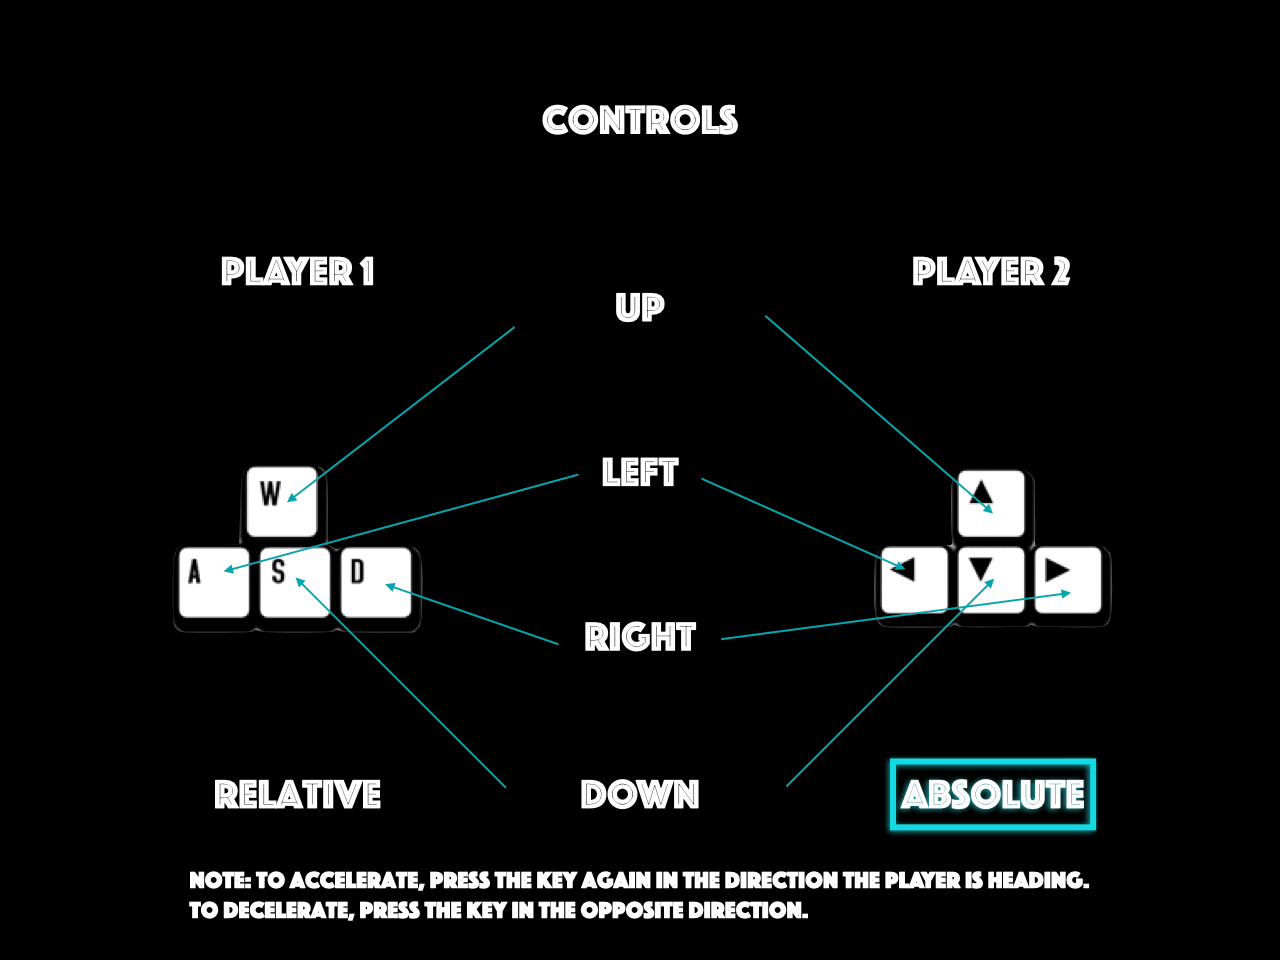 CONTROLS
PLAYER 1
PLAYER 2
UP
LEFT
W
A
S
D
RIGHT
RELATIVE
DOWN
ABSOLUTE
NOTE: TO ACCELERATE, PRESS THE KEY AGAIN IN THE DIRECTION THE PLAYER IS HEADING.
TO DECELERATE, PRESS THE KEY IN THE OPPOSITE DIRECTION.